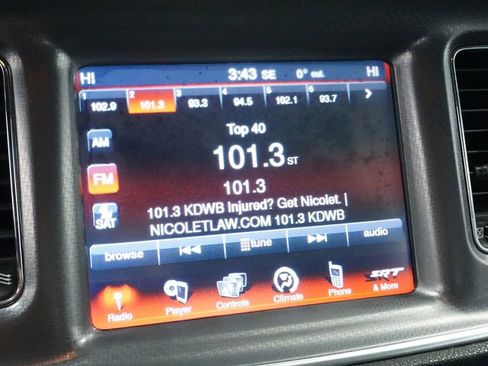 HI 3:43 SE 0° out. HI
1 2 3 4 5 6
102.9 101.3 93.3 94.5 102.1 93.7 >
Top 40
AM
101.3 ST
FM
101.3
SAT
101.3 KDWB Injured? Get Nicolet. |
NICOLETLAW.COM 101.3 KDWB
browse tune audio
Radio Player Controls Climate Phone SRT
& More